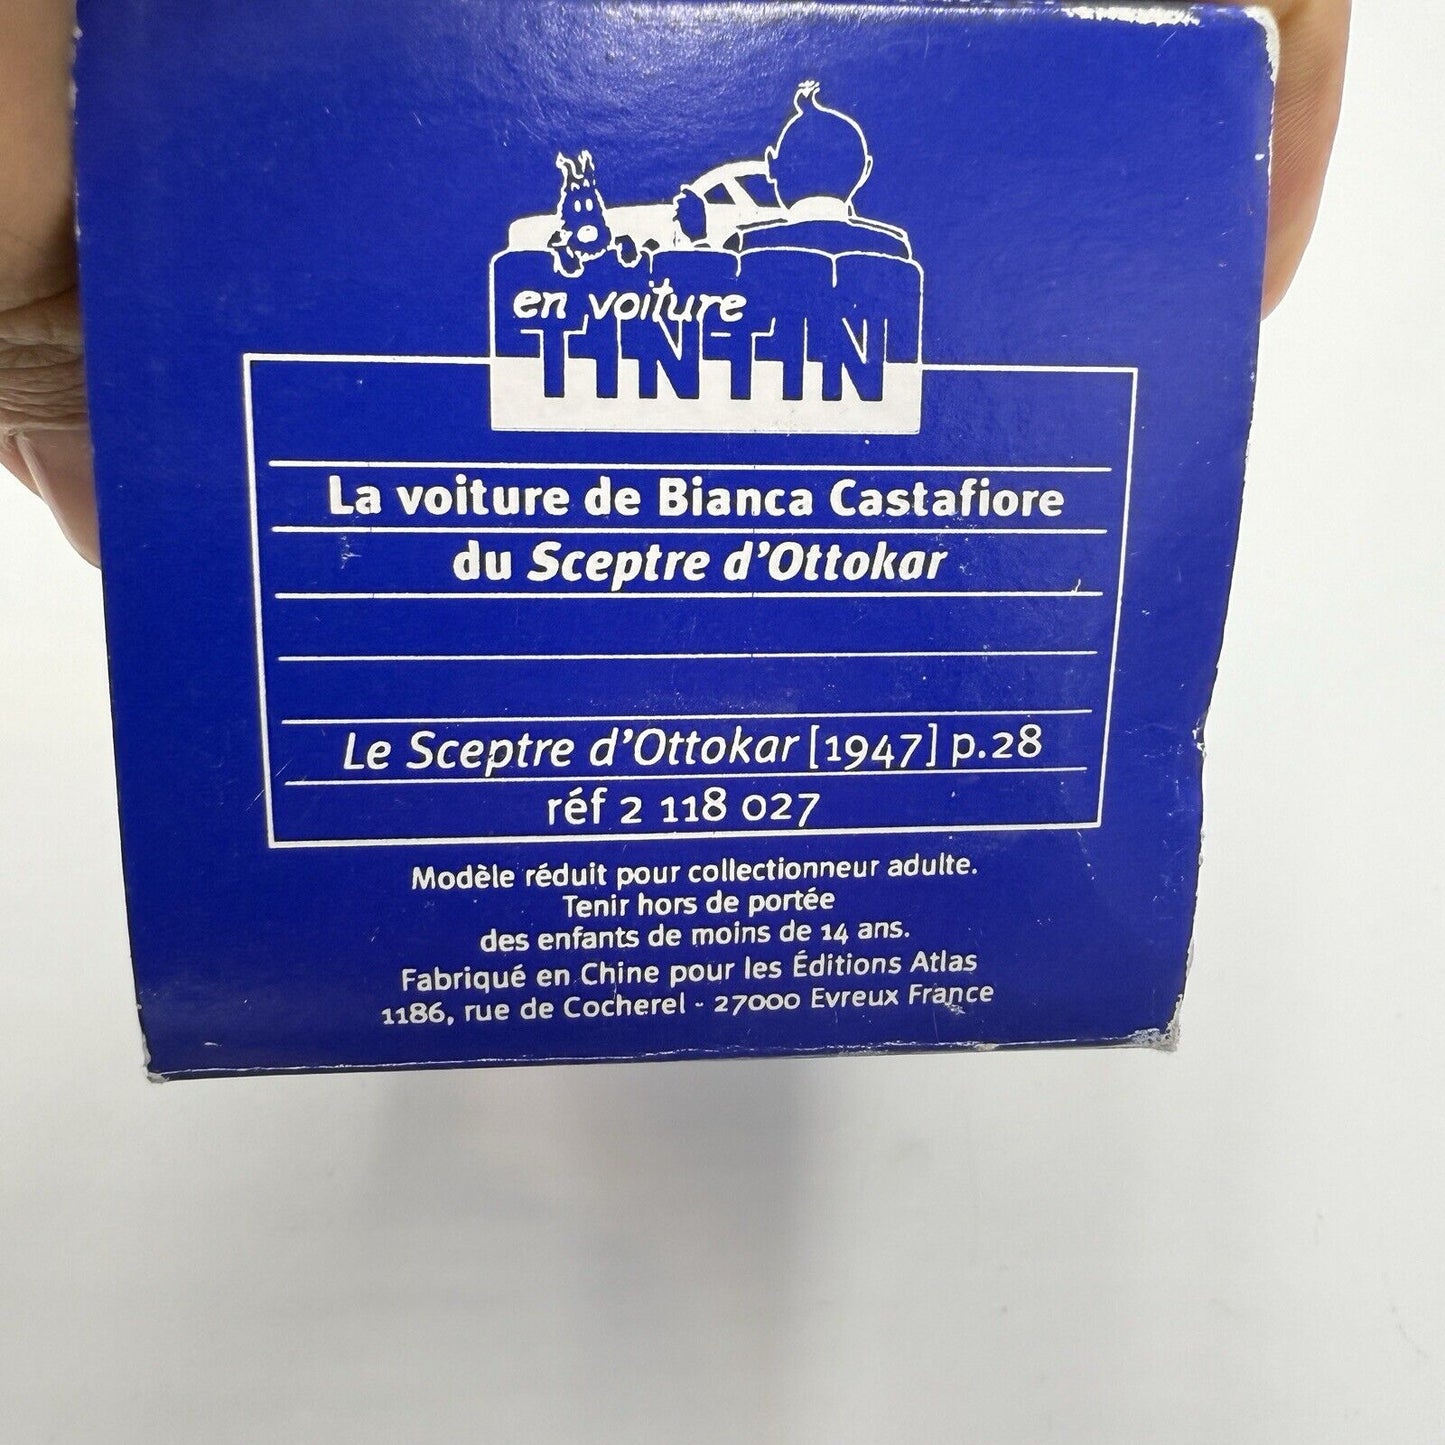 en voiture
TINTIN
La voiture de Bianca Castafiore
du Sceptre d'Ottokar
Le Sceptre d'Ottokar [1947] p.28
réf 2 118 027
Modèle réduit pour collectionneur adulte.
Tenir hors de portée
des enfants de moins de 14 ans.
Fabriqué en Chine pour les Éditions Atlas
1186, rue de Cocherel - 27000 Evreux France